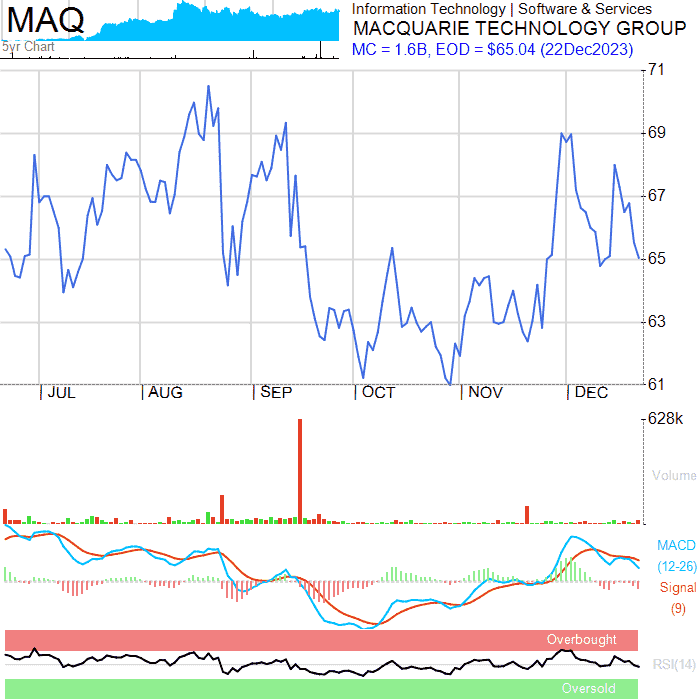 MAQ
5yr Chart
Information Technology | Software & Services
MACQUARIE TECHNOLOGY GROUP
MC = 1.6B, EOD = $65.04 (22Dec2023)
71
69
67
65
63
61
JUL
AUG
SEP
OCT
NOV
DEC
628k
Volume
MACD
(12-26)
Signal
(9)
Overbought
RSI(14)
Oversold